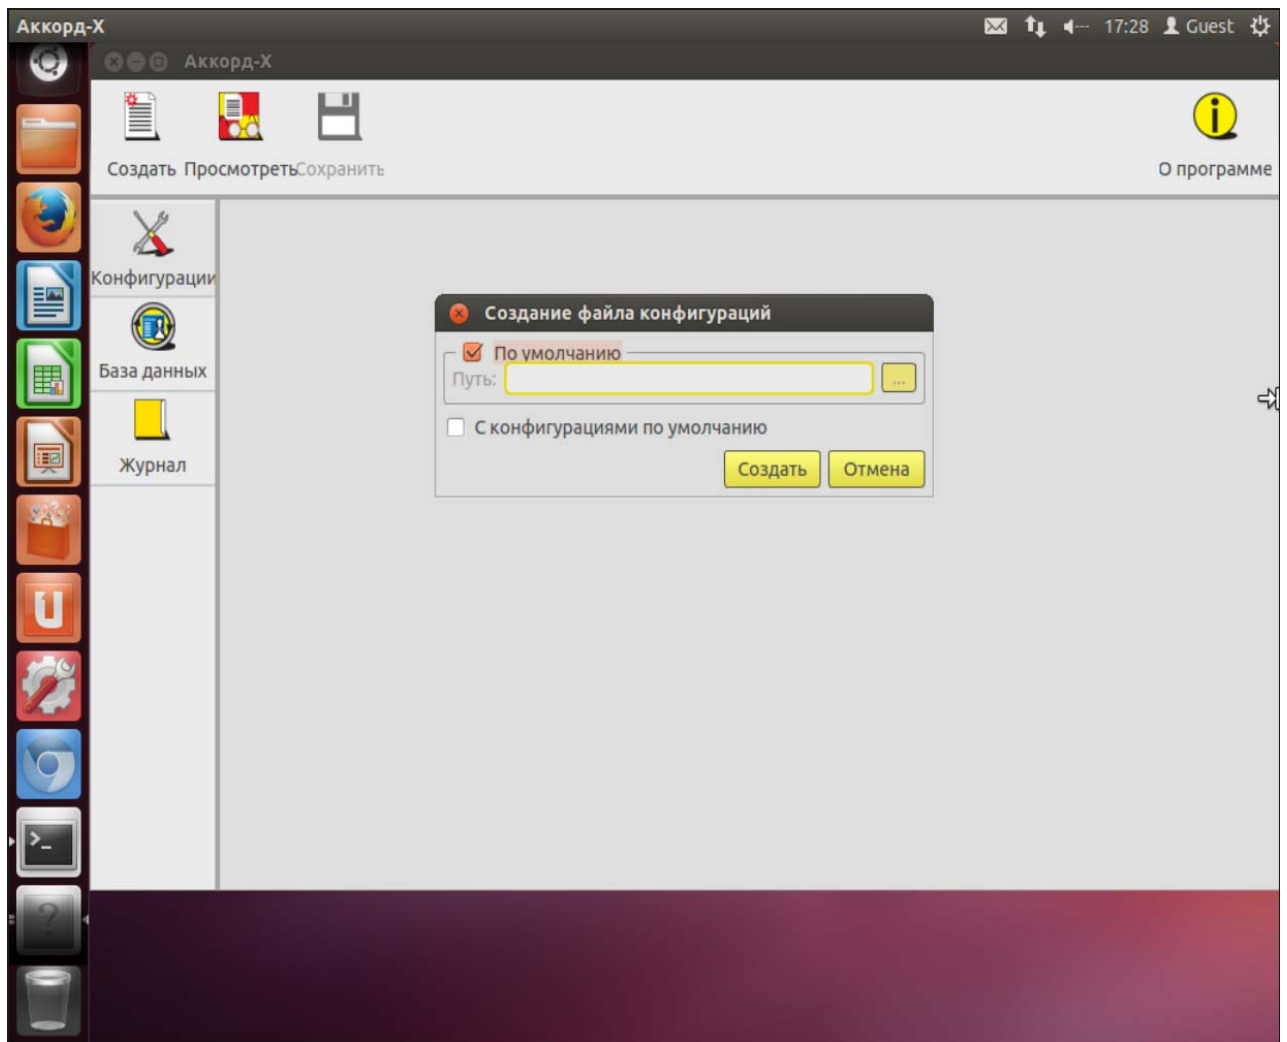 Аккорд-X
17:28 Guest
Аккорд-X
Создать Просмотреть Сохранить
О программе
Конфигурации
База данных
Журнал
Создание файла конфигураций
По умолчанию
Путь:
...
С конфигурациями по умолчанию
Создать Отмена